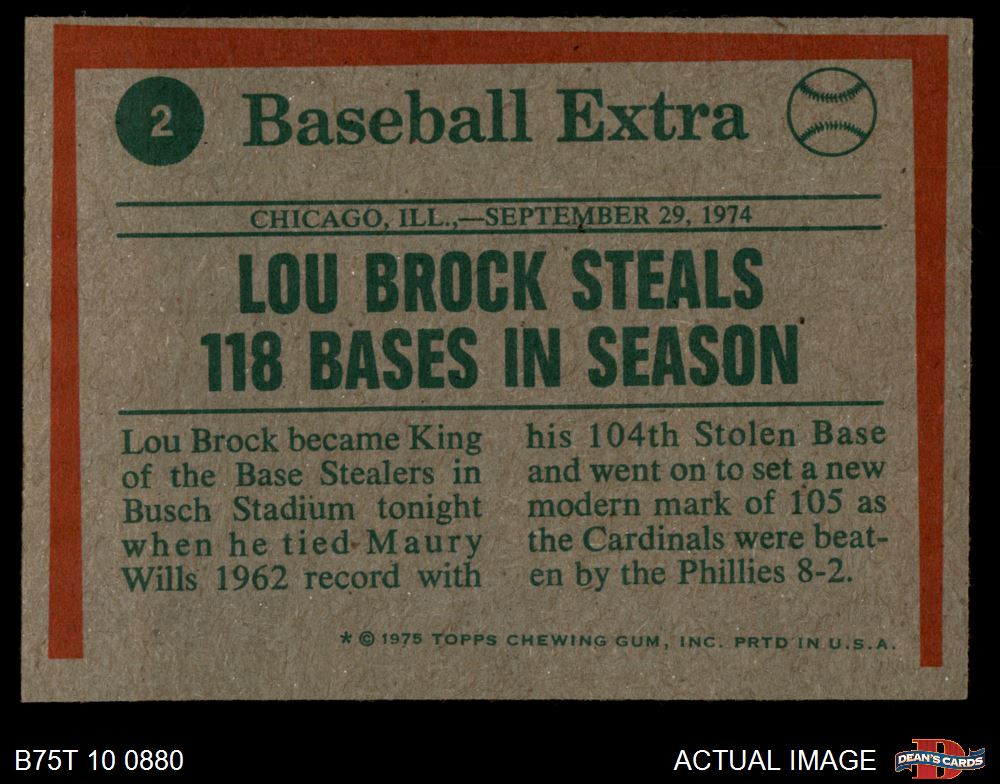 2
Baseball Extra
CHICAGO, ILL.,—SEPTEMBER 29, 1974
LOU BROCK STEALS
118 BASES IN SEASON
Lou Brock became King
of the Base Stealers in
Busch Stadium tonight
when he tied Maury
Wills 1962 record with
his 104th Stolen Base
and went on to set a new
modern mark of 105 as
the Cardinals were beat-
en by the Phillies 8-2.
* © 1975 TOPPS CHEWING GUM, INC. PRTD IN U.S.A.
B75T 10 0880
ACTUAL IMAGE
DEAN'S CARDS